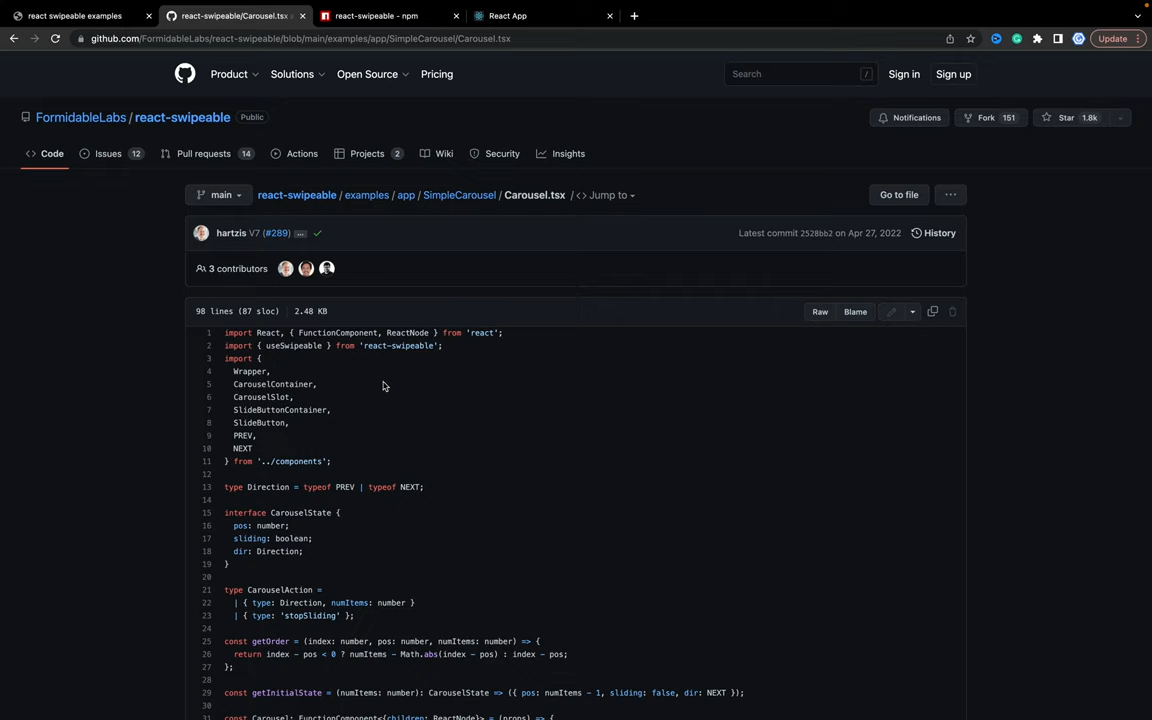 react swipeable examples
react-swipeable/Carousel.tsx
react-swipeable - npm
React App
github.com/FormidableLabs/react-swipeable/blob/main/examples/app/SimpleCarousel/Carousel.tsx
Update
Product Solutions Open Source Pricing
Search /
Sign in Sign up
FormidableLabs / react-swipeable Public
Notifications Fork 151 Star 1.8k
Code Issues 12 Pull requests 14 Actions Projects 2 Wiki Security Insights
main react-swipeable / examples / app / SimpleCarousel / Carousel.tsx / <> Jump to
Go to file ...
hartzis V7 (#289) ...
Latest commit 2528bb2 on Apr 27, 2022 History
3 contributors
98 lines (87 sloc) 2.48 KB
Raw Blame
1 import React, { FunctionComponent, ReactNode } from 'react';
2 import { useSwipeable } from 'react-swipeable';
3 import {
4 Wrapper,
5 CarouselContainer,
6 CarouselSlot,
7 SlideButtonContainer,
8 SlideButton,
9 PREV,
10 NEXT
11 } from '../components';
12
13 type Direction = typeof PREV | typeof NEXT;
14
15 interface CarouselState {
16 pos: number;
17 sliding: boolean;
18 dir: Direction;
19 }
20
21 type CarouselAction =
22 | { type: Direction, numItems: number }
23 | { type: 'stopSliding' };
24
25 const getOrder = (index: number, pos: number, numItems: number) => {
26 return index - pos < 0 ? numItems - Math.abs(index - pos) : index - pos;
27 };
28
29 const getInitialState = (numItems: number): CarouselState => ({ pos: numItems - 1, sliding: false, dir: NEXT });
30
31 const Carousel: FunctionComponent<{children: ReactNode}> = (props) => {